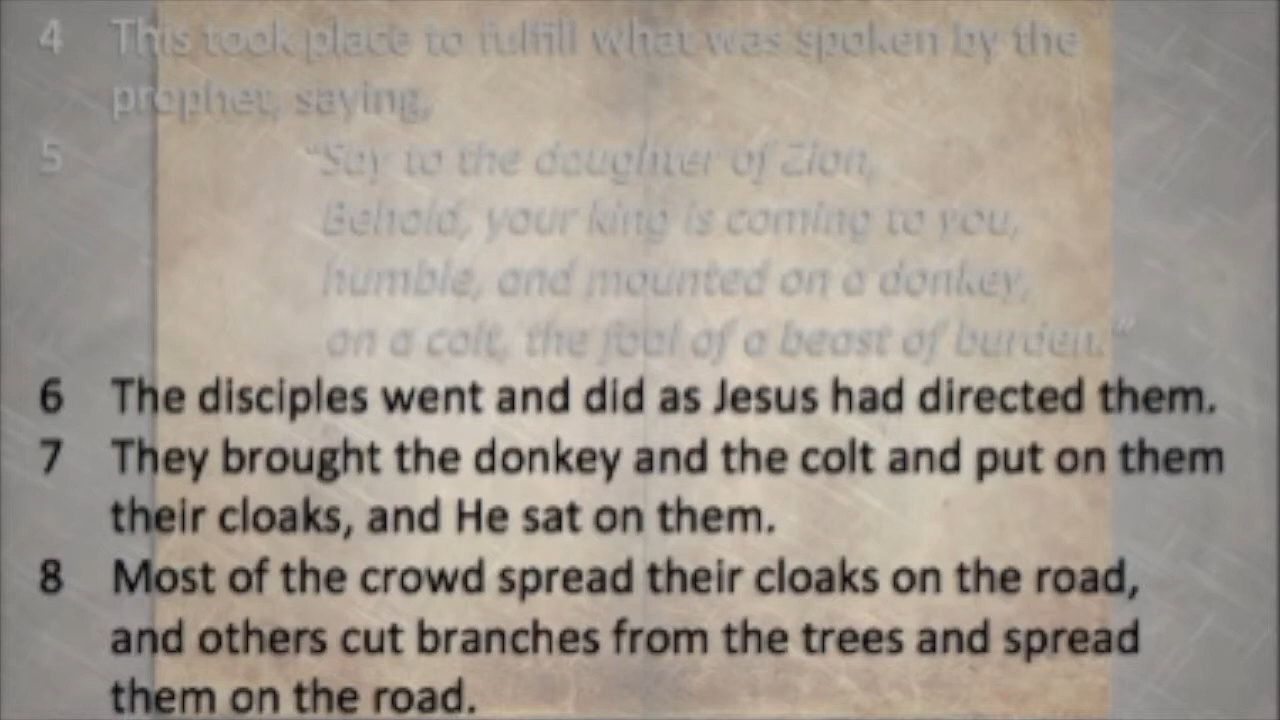 4 This took place to fulfill what was spoken by the
prophet, saying,
5 “Say to the daughter of Zion,
Behold, your king is coming to you,
humble, and mounted on a donkey,
on a colt, the foal of a beast of burden.”
6 The disciples went and did as Jesus had directed them.
7 They brought the donkey and the colt and put on them
their cloaks, and He sat on them.
8 Most of the crowd spread their cloaks on the road,
and others cut branches from the trees and spread
them on the road.